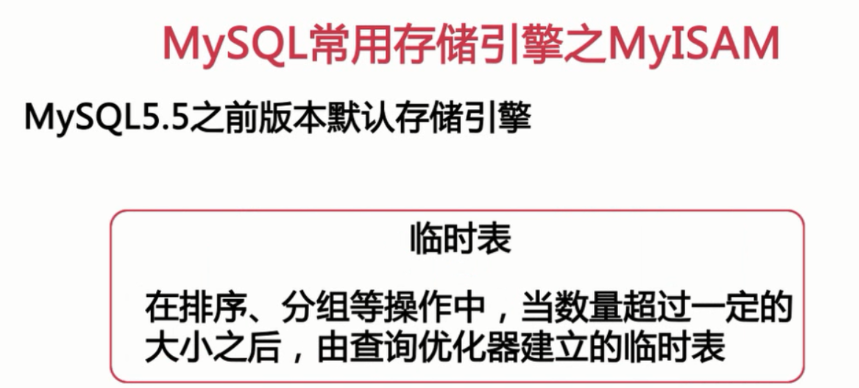 MySQL常用存储引擎之MyISAM
MySQL5.5之前版本默认存储引擎
临时表
在排序、分组等操作中，当数量超过一定的
大小之后，由查询优化器建立的临时表